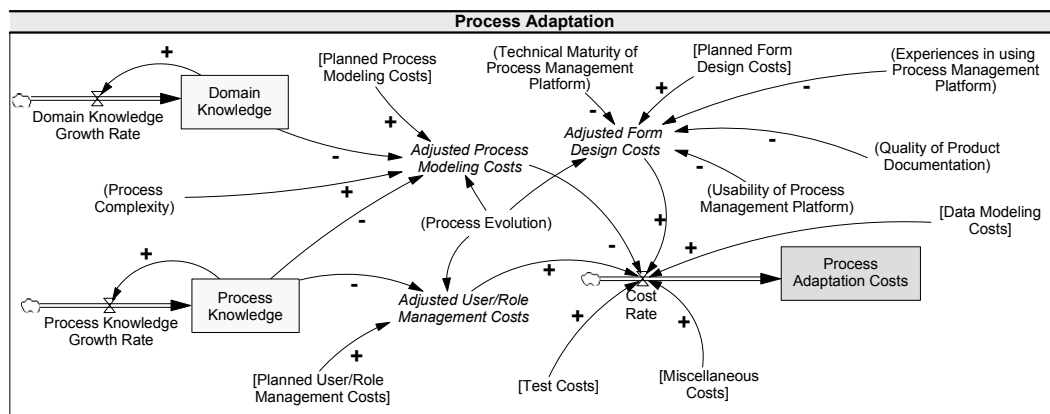 Process Adaptation
+
[Planned Process
Modeling Costs]
(Technical Maturity of
Process Management
Platform)
[Planned Form
Design Costs]
(Experiences in using
Process Management
Platform)
Domain
Knowledge
Domain Knowledge
Growth Rate
+
-
+
-
Adjusted Process
Modeling Costs
Adjusted Form
Design Costs
-
-
(Quality of Product
Documentation)
(Process
Complexity)
+
-
-
(Usability of Process
Management Platform)
(Process Evolution)
+
[Data Modeling
Costs]
+
-
+
+
Process
Knowledge
Process Knowledge
Growth Rate
-
Adjusted User/Role
Management Costs
Cost
Rate
Process
Adaptation Costs
+
+
+
[Planned User/Role
Management Costs]
[Test Costs]
[Miscellaneous
Costs]